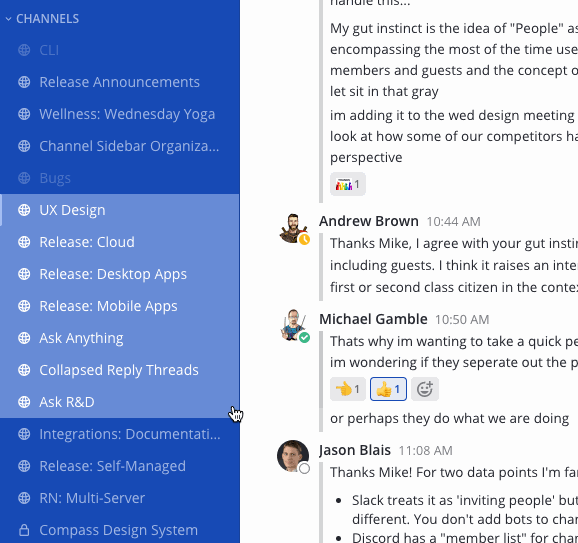 CHANNELS
CLI
Release Announcements
Wellness: Wednesday Yoga
Channel Sidebar Organiza...
Bugs
UX Design
Release: Cloud
Release: Desktop Apps
Release: Mobile Apps
Ask Anything
Collapsed Reply Threads
Ask R&D
Integrations: Documentati...
Release: Self-Managed
RN: Multi-Server
Compass Design System
handle this...
My gut instinct is the idea of "People" as
encompassing the most of the time use
members and guests and the concept o
let sit in that gray
im adding it to the wed design meeting
look at how some of our competitors ha
perspective
1
Andrew Brown 10:44 AM
Thanks Mike, I agree with your gut insti
including guests. I think it raises an inte
first or second class citizen in the conte
Michael Gamble 10:50 AM
Thats why im wanting to take a quick pe
im wondering if they seperate out the p
1 1
or perhaps they do what we are doing
Jason Blais 11:08 AM
Thanks Mike! For two data points I'm fa
• Slack treats it as 'inviting people' but
different. You don't add bots to chan
• Discord has a "member list" for chan